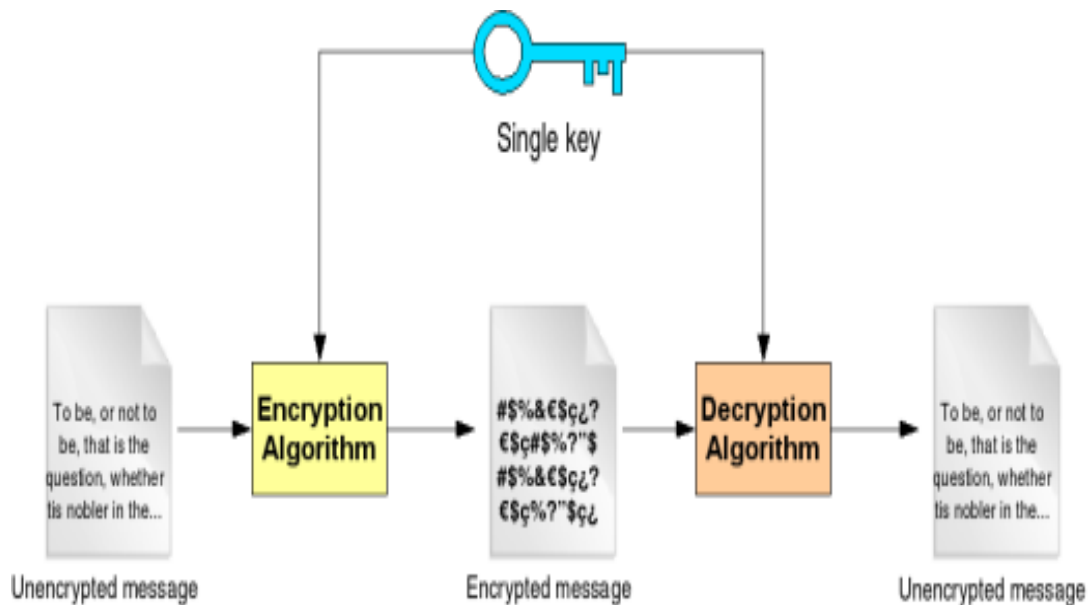 Single key
To be, or not to
be, that is the
question, whether
tis nobler in the...
Unencrypted message
Encryption
Algorithm
#$%&€$ç¿?
€$ç#$%?"$
#$%&€$ç¿?
€$ç%?"$ç¿
Encrypted message
Decryption
Algorithm
To be, or not to
be, that is the
question, whether
tis nobler in the...
Unencrypted message